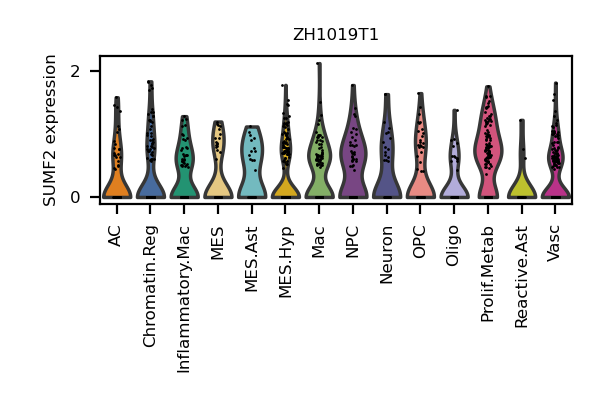 ZH1019T1
SUMF2 expression
2
0
AC
Chromatin.Reg
Inflammatory.Mac
MES
MES.Ast
MES.Hyp
Mac
NPC
Neuron
OPC
Oligo
Prolif.Metab
Reactive.Ast
Vasc